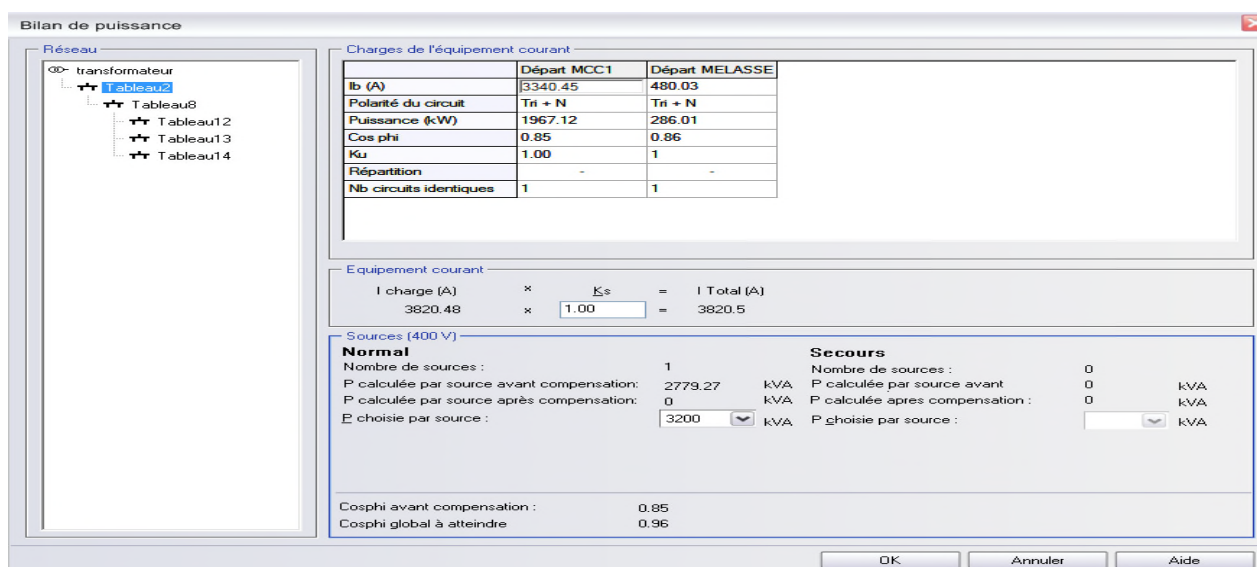 Bilan de puissance
Réseau
transformateur
Tableau2
Tableau8
Tableau12
Tableau13
Tableau14
Charges de l'équipement courant
Départ MCC1 Départ MELASSE
Ib (A) 3340.45 480.03
Polarité du circuit Tri + N Tri + N
Puissance (kW) 1967.12 286.01
Cos phi 0.85 0.86
Ku 1.00 1
Répartition - -
Nb circuits identiques 1 1
Equipement courant
I charge (A) × Ks = I Total (A)
3820.48 × 1.00 = 3820.5
Sources (400 V)
Normal
Nombre de sources : 1
P calculée par source avant compensation: 2779.27 kVA
P calculée par source après compensation: 0 kVA
P choisie par source : 3200 kVA
Secours
Nombre de sources : 0
P calculée par source avant 0 kVA
P calculée apres compensation : 0 kVA
P choisie par source : kVA
Cosphi avant compensation : 0.85
Cosphi global à atteindre 0.96
OK Annuler Aide